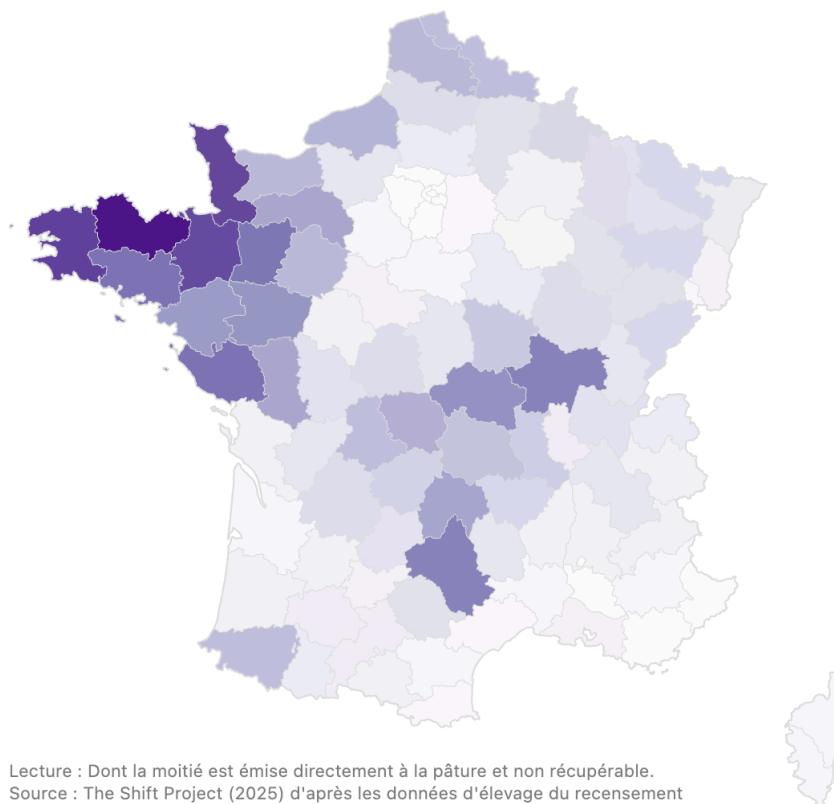 Lecture : Dont la moitié est émise directement à la pâture et non récupérable.
Source : The Shift Project (2025) d'après les données d'élevage du recensement